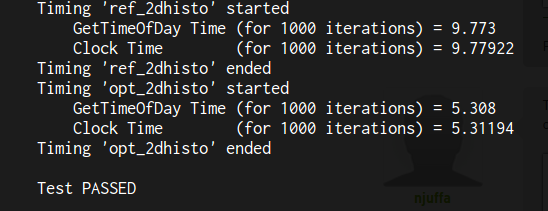 Timing 'ref_2dhisto' started
    GetTimeOfDay Time (for 1000 iterations) = 9.773
    Clock Time        (for 1000 iterations) = 9.77922
Timing 'ref_2dhisto' ended
Timing 'opt_2dhisto' started
    GetTimeOfDay Time (for 1000 iterations) = 5.308
    Clock Time        (for 1000 iterations) = 5.31194
Timing 'opt_2dhisto' ended
Test PASSED
njuffa